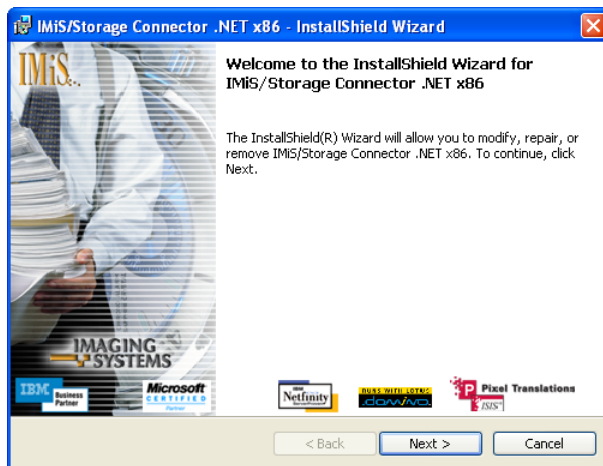 IMiS/Storage Connector .NET x86 - InstallShield Wizard
IMiS
Welcome to the InstallShield Wizard for
IMiS/Storage Connector .NET x86
The InstallShield(R) Wizard will allow you to modify, repair, or
remove IMiS/Storage Connector .NET x86. To continue, click
Next.
IMAGING
SYSTEMS
IBM Business
Partner
Microsoft
CERTIFIED
Partner
IBM
Netfinity
RUNS WITH LOTUS
domino.
Pixel Translations
ISIS
< Back
Next >
Cancel